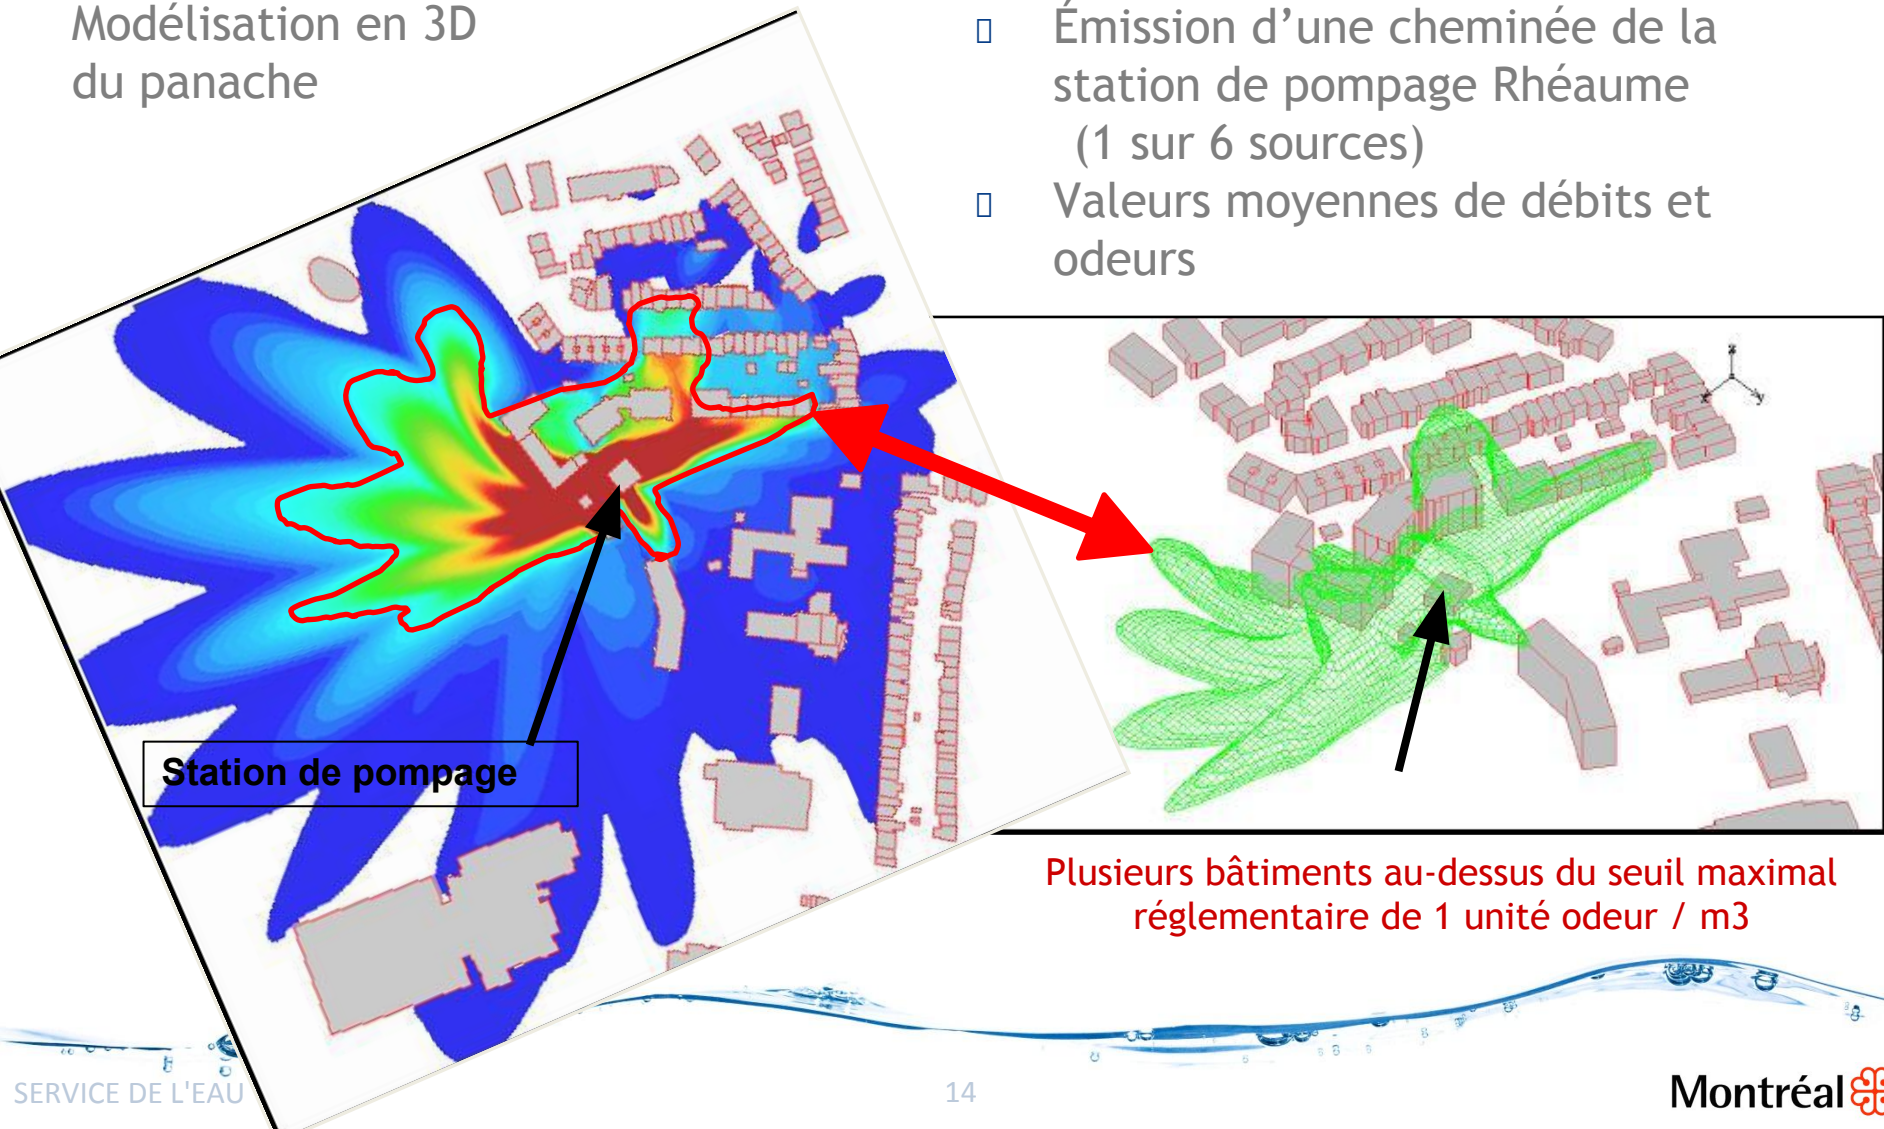 Modélisation en 3D
du panache
Émission d’une cheminée de la
station de pompage Rhéaume
(1 sur 6 sources)
Valeurs moyennes de débits et
odeurs
Station de pompage
Plusieurs bâtiments au-dessus du seuil maximal
réglementaire de 1 unité odeur / m3
SERVICE DE L'EAU
14
Montréal